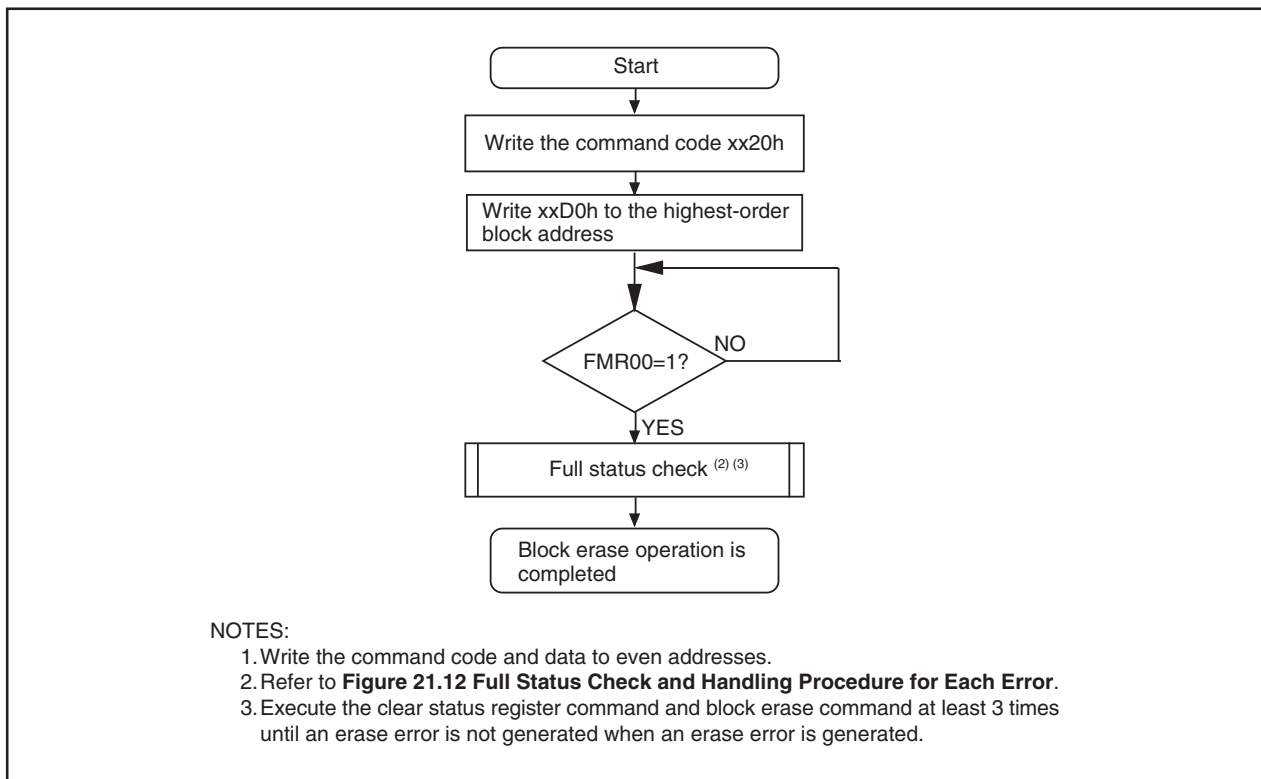 Start
Write the command code xx20h
Write xxD0h to the highest-order
block address
FMR00=1?
NO
YES
Full status check (2) (3)
Block erase operation is
completed
NOTES:
1. Write the command code and data to even addresses.
2. Refer to Figure 21.12 Full Status Check and Handling Procedure for Each Error.
3. Execute the clear status register command and block erase command at least 3 times
until an erase error is not generated when an erase error is generated.